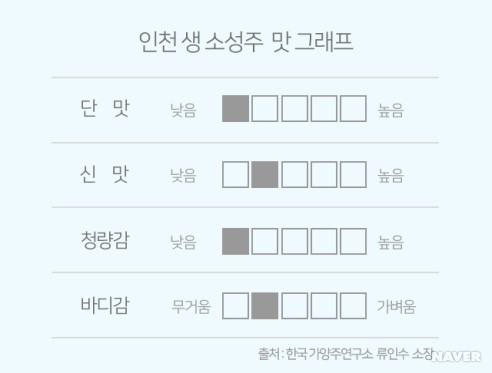 인천 생 소성주 맛 그래프
단 맛 낮음 높음
신 맛 낮음 높음
청량감 낮음 높음
바디감 무거움 가벼움
출처 : 한국가양주연구소 류인수 소장
NAVER